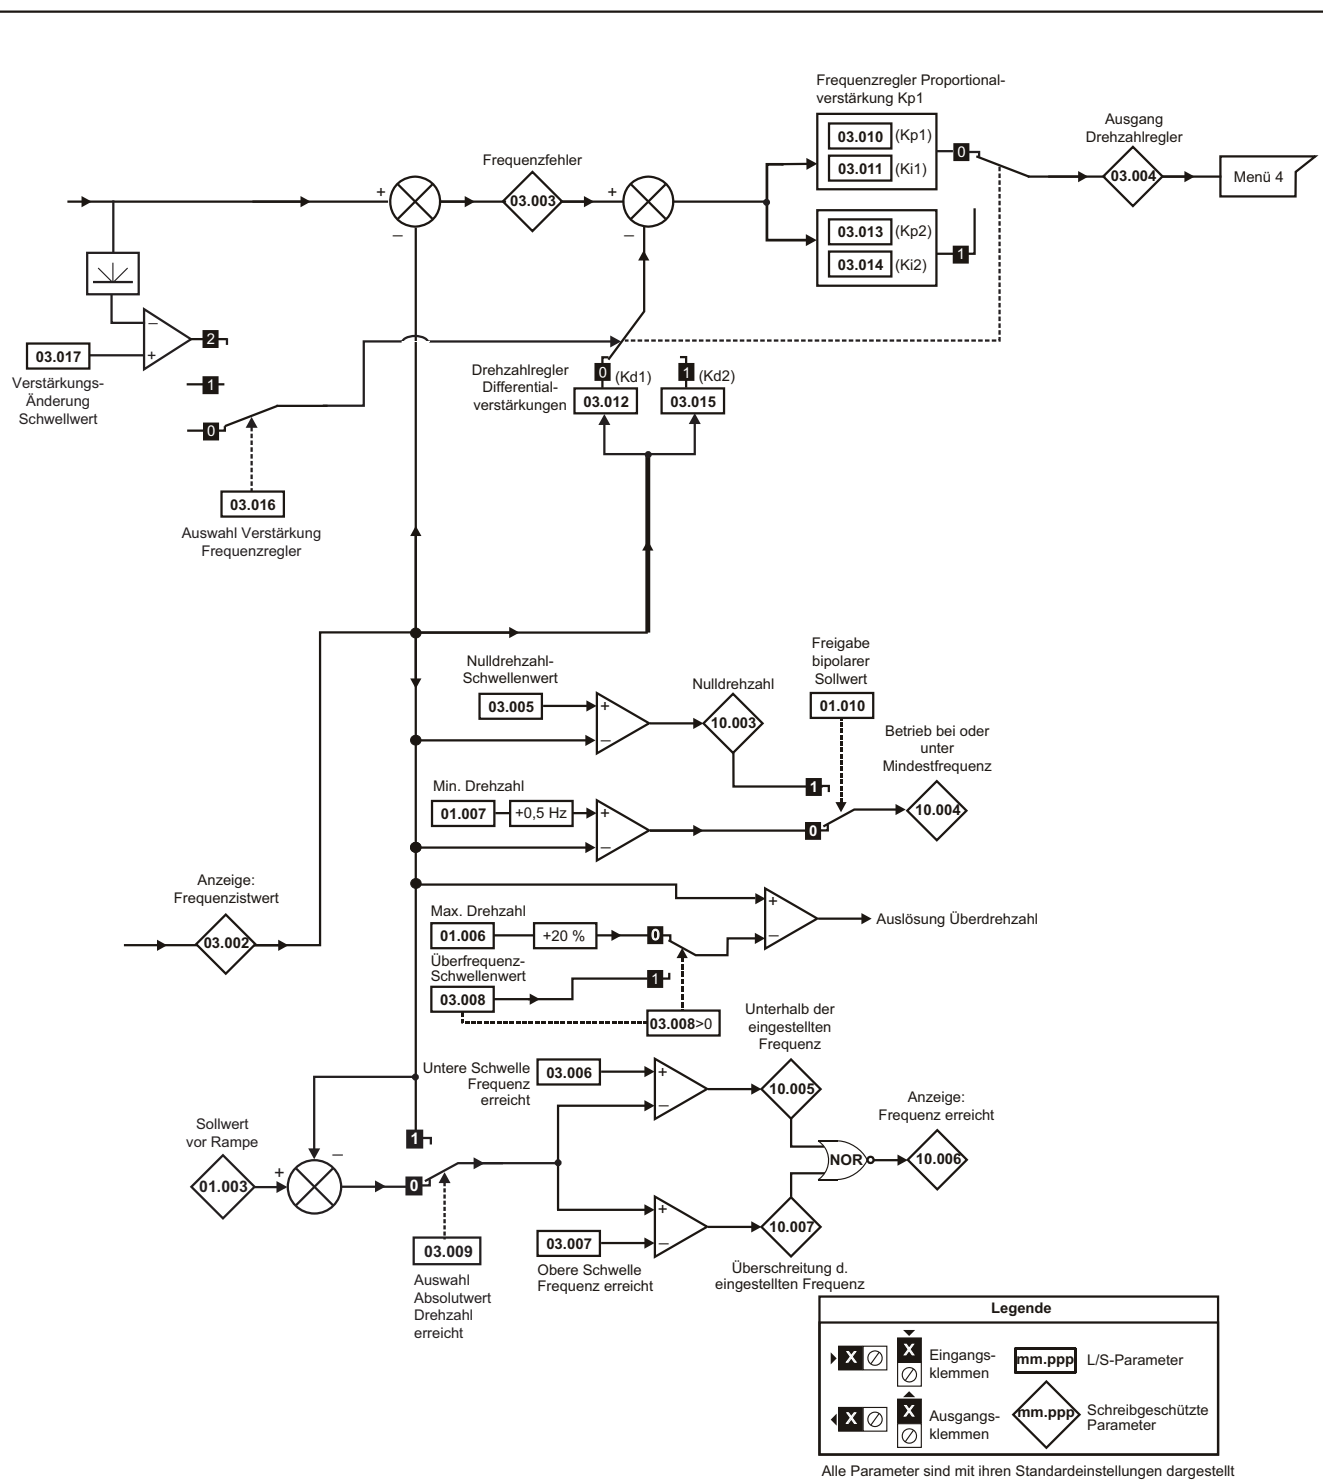 Frequenzregler Proportional-
verstärkung Kp1
03.010 (Kp1)
03.011 (Ki1)
0
Ausgang
Drehzahlregler
03.004
Menü 4
Frequenzfehler
+
03.003
+
–
–
03.013 (Kp2)
03.014 (Ki2)
1
–
+
2
03.017
Verstärkungs-
Änderung
Schwellwert
1
0
Drehzahlregler
Differential-
verstärkungen
0 (Kd1)
1 (Kd2)
03.012
03.015
03.016
Auswahl Verstärkung
Frequenzregler
Nulldrehzahl-
Schwellenwert
03.005
+
–
Nulldrehzahl
10.003
Freigabe
bipolarer
Sollwert
01.010
Betrieb bei oder
unter
Mindestfrequenz
10.004
1
Min. Drehzahl
01.007
+0,5 Hz
+
–
0
Anzeige:
Frequenzistwert
03.002
Max. Drehzahl
01.006
+20 %
0
+
–
Auslösung Überdrehzahl
Überfrequenz-
Schwellenwert
03.008
1
03.008>0
Unterhalb der
eingestellten
Frequenz
Untere Schwelle
Frequenz
erreicht
03.006
+
–
10.005
Anzeige:
Frequenz erreicht
NOR
10.006
Sollwert
vor Rampe
01.003
+
–
1
0
03.009
Auswahl
Absolutwert
Drehzahl
erreicht
+
–
03.007
Obere Schwelle
Frequenz erreicht
10.007
Überschreitung d.
eingestellten Frequenz
Legende
X
X
Eingangs-
klemmen
mm.ppp
L/S-Parameter
X
X
Ausgangs-
klemmen
mm.ppp
Schreibgeschützte
Parameter
Alle Parameter sind mit ihren Standardeinstellungen dargestellt